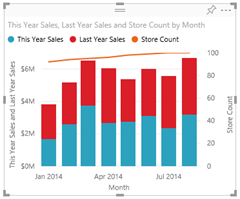 This Year Sales, Last Year Sales and Store Count by Month
This Year Sales Last Year Sales Store Count
This Year Sales and Last Year Sales
$6M
$4M
$2M
$0M
100
80
60
40
20
0
Store Count
Jan 2014 Apr 2014 Jul 2014
Month